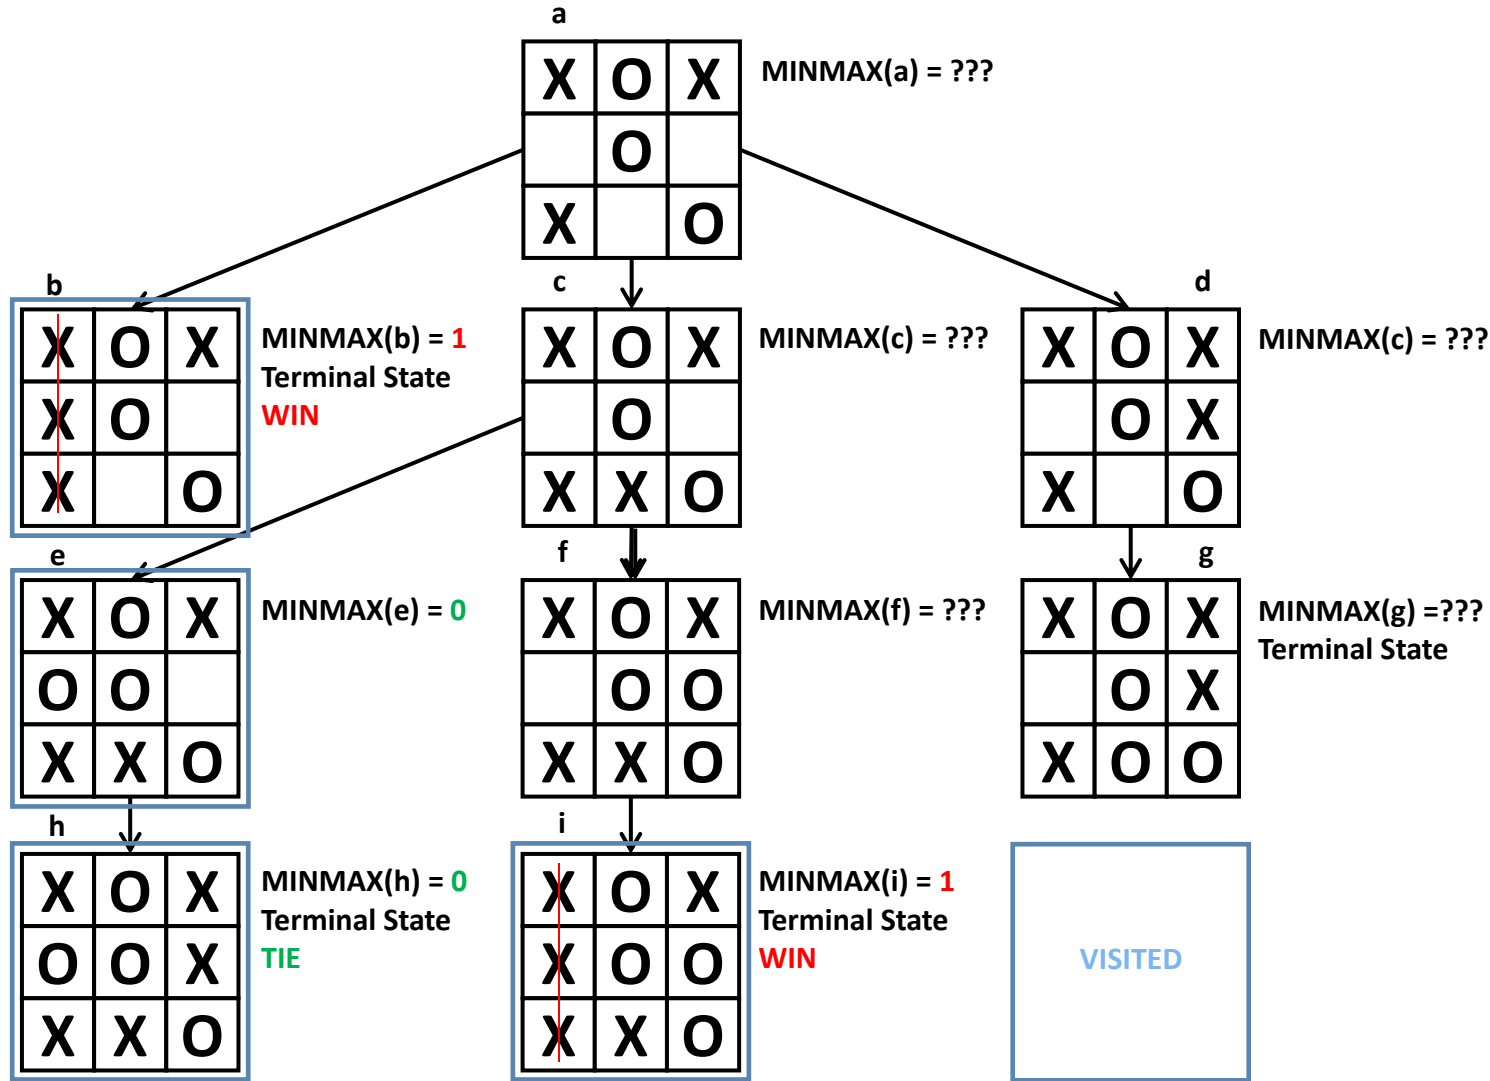 a
X O X
O
X O
MINMAX(a) = ???
b
X O X
X O
X O
MINMAX(b) = 1
Terminal State
WIN
c
X O X
O
X X O
MINMAX(c) = ???
d
X O X
O X
X O
MINMAX(c) = ???
e
X O X
O O
X X O
MINMAX(e) = 0
f
X O X
O O
X X O
MINMAX(f) = ???
g
X O X
O X
X O O
MINMAX(g) =???
Terminal State
h
X O X
O O X
X X O
MINMAX(h) = 0
Terminal State
TIE
i
X O X
X O O
X X O
MINMAX(i) = 1
Terminal State
WIN
VISITED